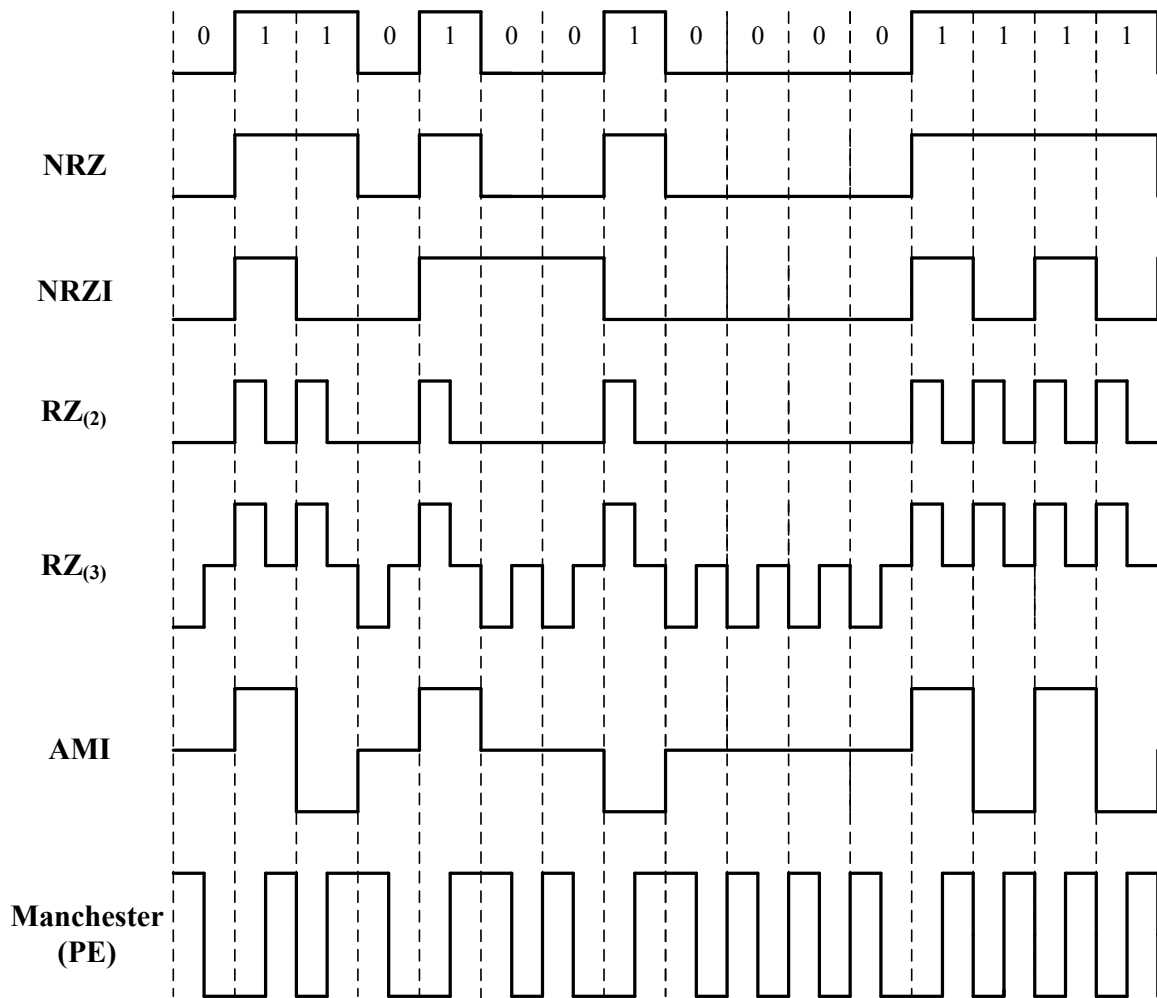 0 1 1 0 1 0 0 1 0 0 0 0 1 1 1 1
NRZ
NRZI
RZ(2)
RZ(3)
AMI
Manchester
(PE)